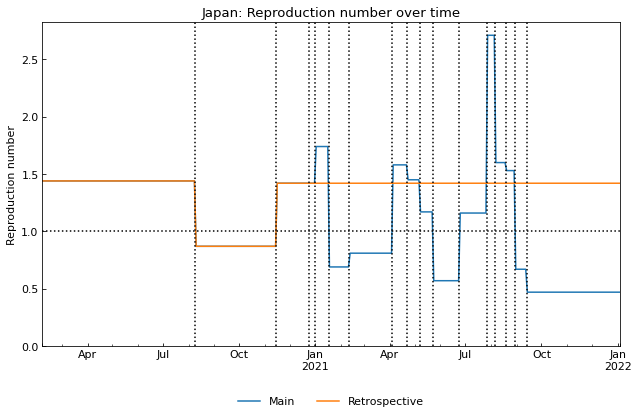 Japan: Reproduction number over time
Reproduction number
2.5
2.0
1.5
1.0
0.5
0.0
Apr Jul Oct Jan Apr Jul Oct Jan
2021 2022
Main Retrospective